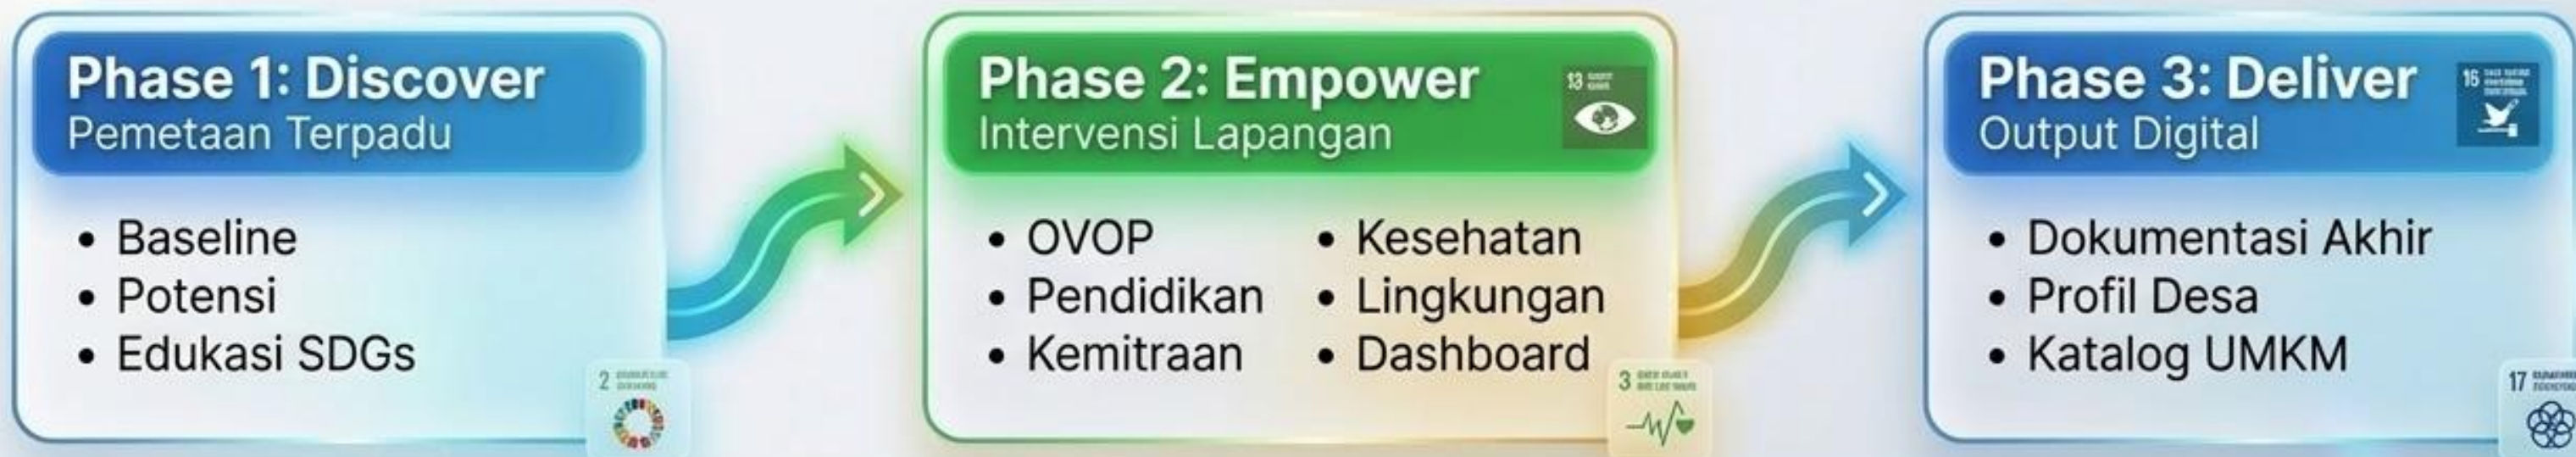 Phase 1: Discover
Pemetaan Terpadu
• Baseline
• Potensi
• Edukasi SDGs
2
Phase 2: Empower
Intervensi Lapangan
13
• OVOP
• Pendidikan
• Kemitraan
• Kesehatan
• Lingkungan
• Dashboard
3
Phase 3: Deliver
Output Digital
16
• Dokumentasi Akhir
• Profil Desa
• Katalog UMKM
17